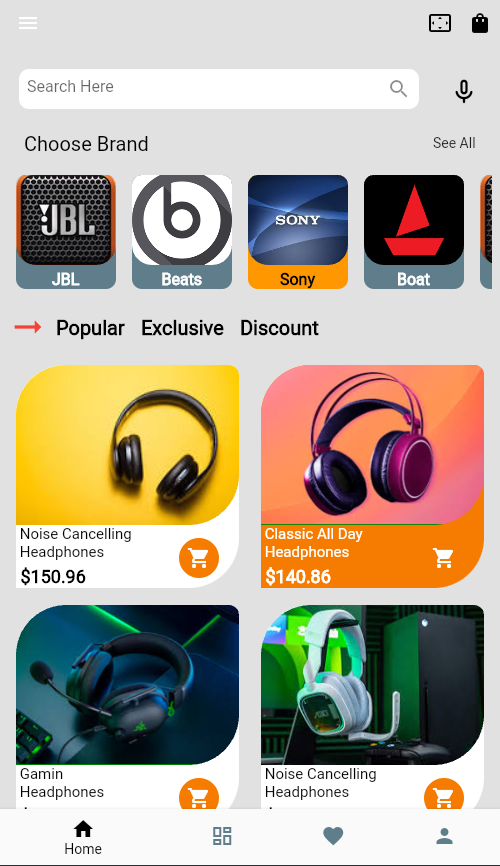 Search Here
Choose Brand
See All
JBL
SONY
JBL
Beats
Sony
Boat
Popular Exclusive Discount
Noise Cancelling
Headphones
$150.96
Classic All Day
Headphones
$140.86
Gamin
Headphones
Noise Cancelling
Headphones
Home